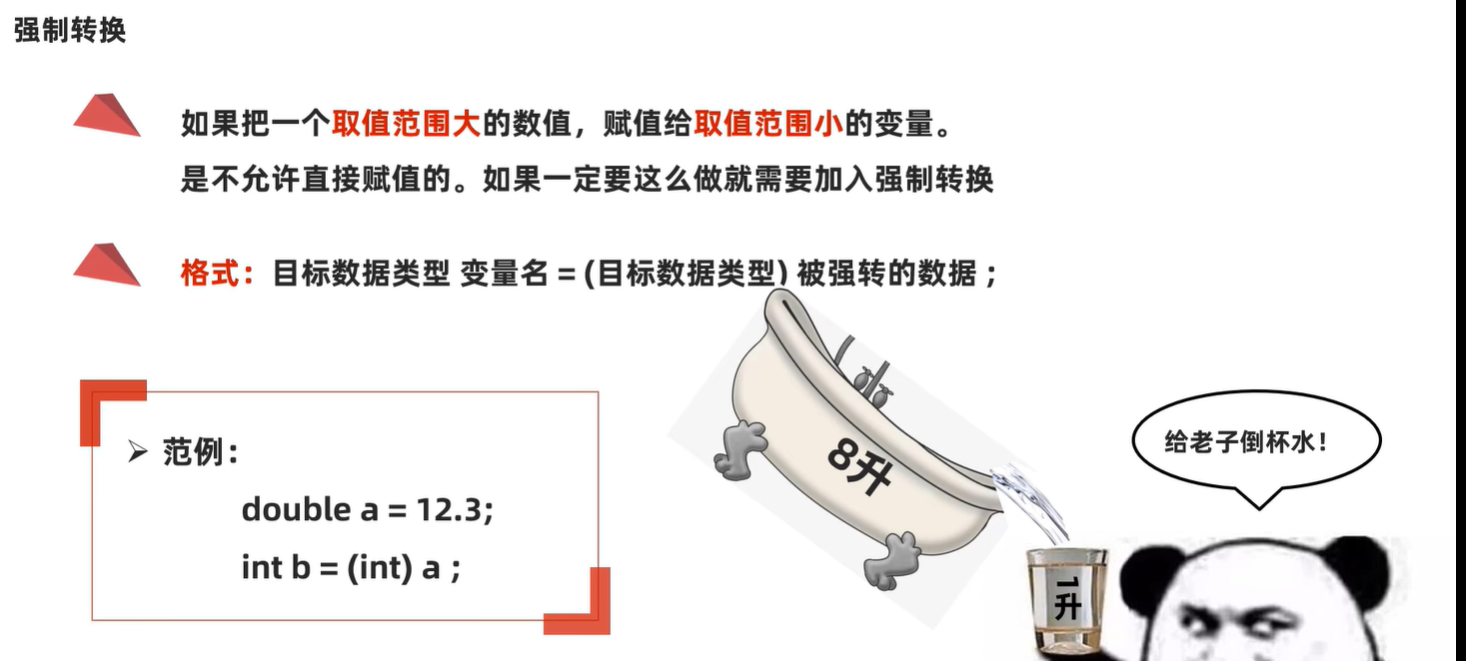 强制转换
如果把一个取值范围大的数值，赋值给取值范围小的变量。
是不允许直接赋值的。如果一定要这么做就需要加入强制转换
格式：目标数据类型 变量名 = (目标数据类型) 被强转的数据 ;
8升
给老子倒杯水！
➢ 范例：
double a = 12.3;
int b = (int) a ;
1升